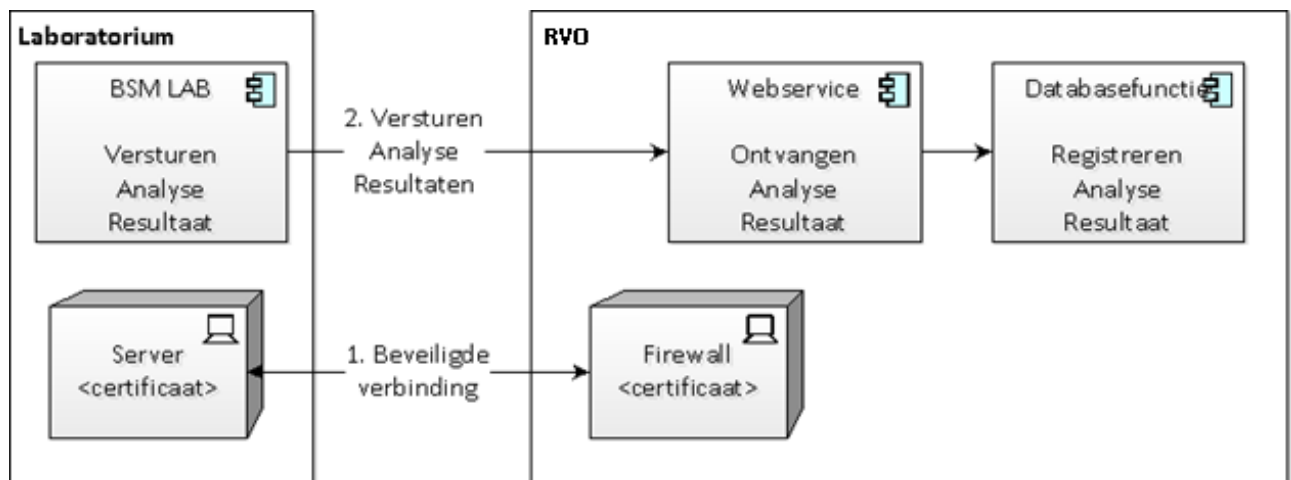 Laboratorium
BSM LAB
Versturen
Analyse
Resultaat
2. Versturen
Analyse
Resultaten
RVO
Webservice
Ontvangen
Analyse
Resultaat
Databasefunctie
Registreren
Analyse
Resultaat
Server
<certificaat>
1. Beveiligde
verbinding
Firewall
<certificaat>